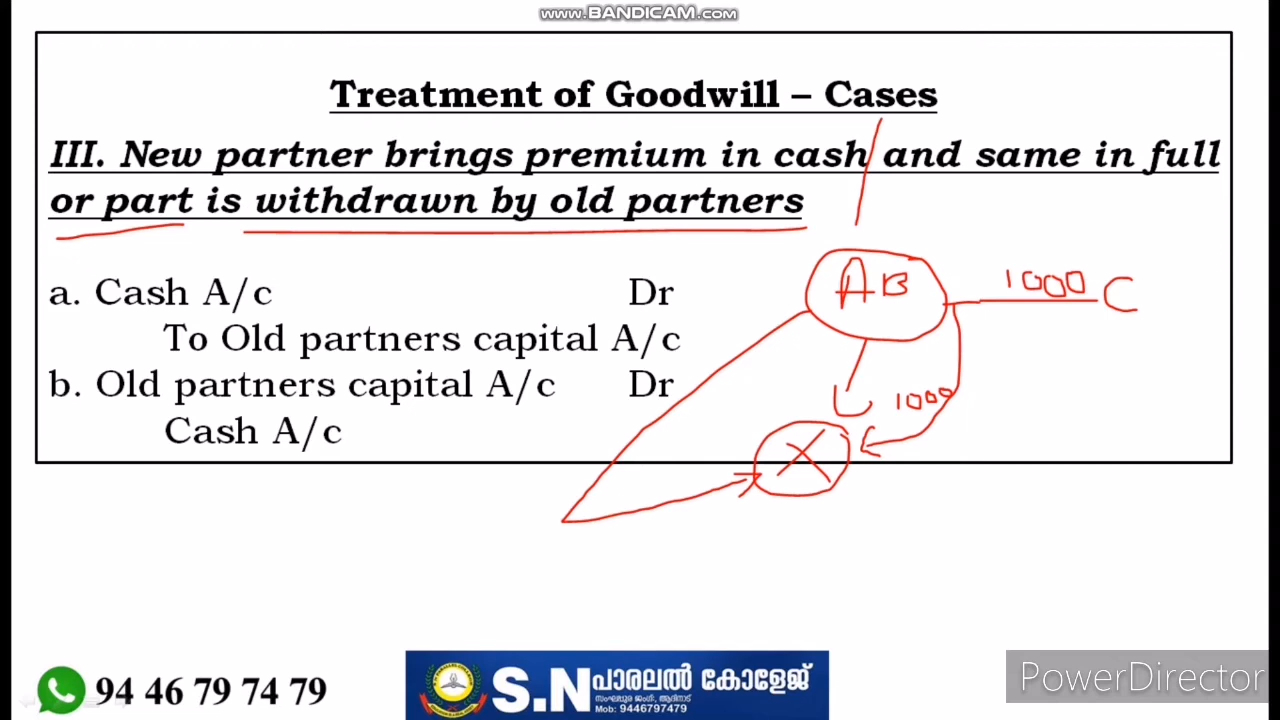 www.BANDICAM.com
Treatment of Goodwill – Cases
III. New partner brings premium in cash and same in full
or part is withdrawn by old partners
a. Cash A/c Dr
To Old partners capital A/c
b. Old partners capital A/c Dr
Cash A/c
AB 1000 C
1000
X
94 46 79 74 79
S.N പാരലൽ കോളേജ്
Mob: 9446797479
PowerDirector